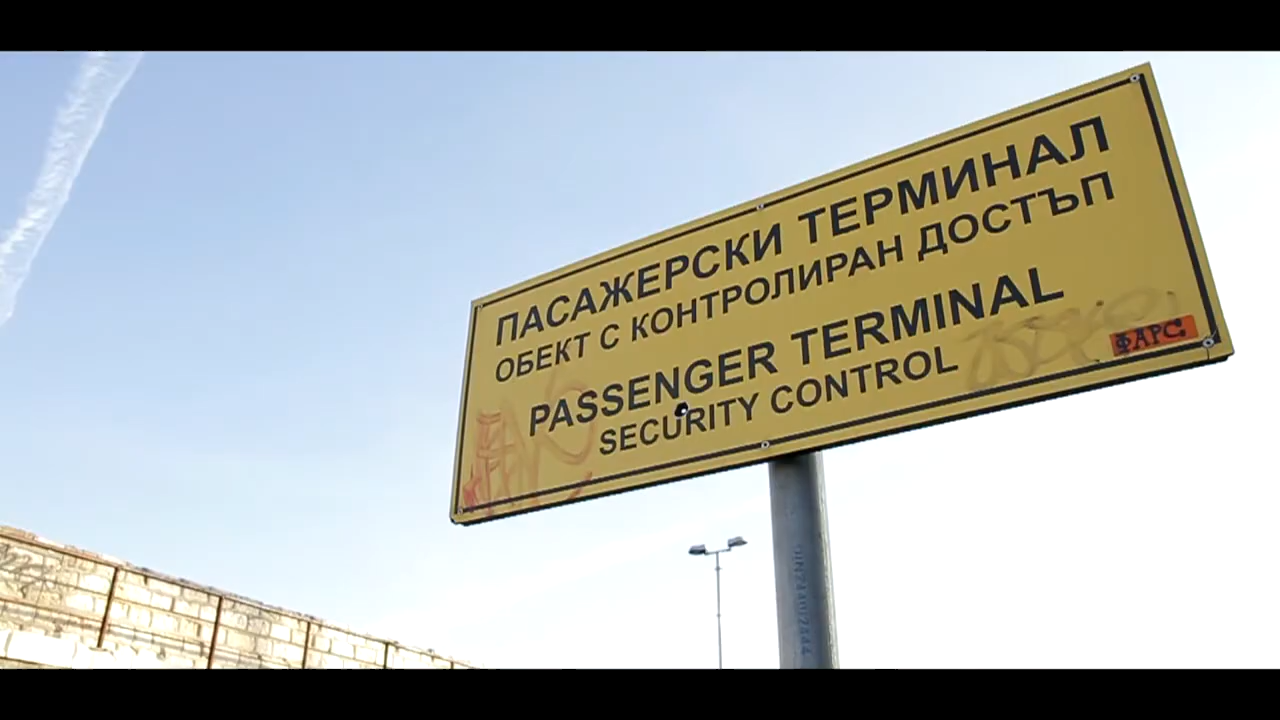 ПАСАЖЕРСКИ ТЕРМИНАЛ
ОБЕКТ С КОНТРОЛИРАН ДОСТЪП
PASSENGER TERMINAL
SECURITY CONTROL
ФАРС.